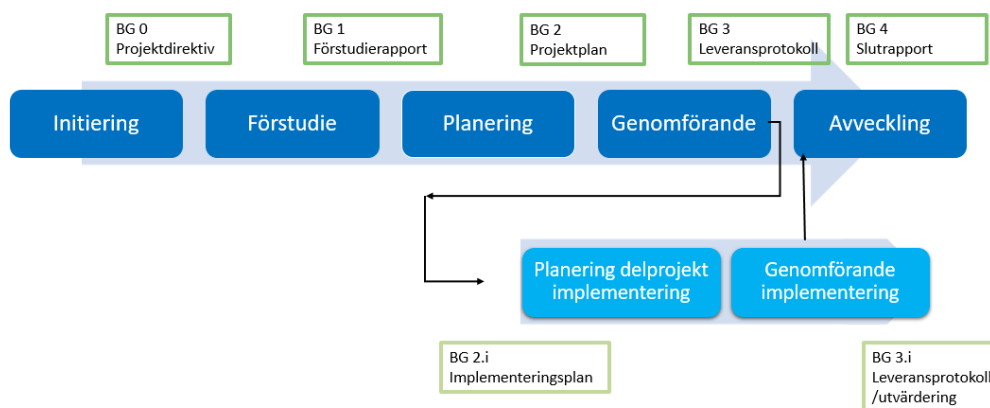 BG 0
Projektdirektiv
BG 1
Förstudierapport
BG 2
Projektplan
BG 3
Leveransprotokoll
BG 4
Slutrapport
Initiering
Förstudie
Planering
Genomförande
Avveckling
Planering delprojekt
implementering
Genomförande
implementering
BG 2.i
Implementeringsplan
BG 3.i
Leveransprotokoll
/utvärdering